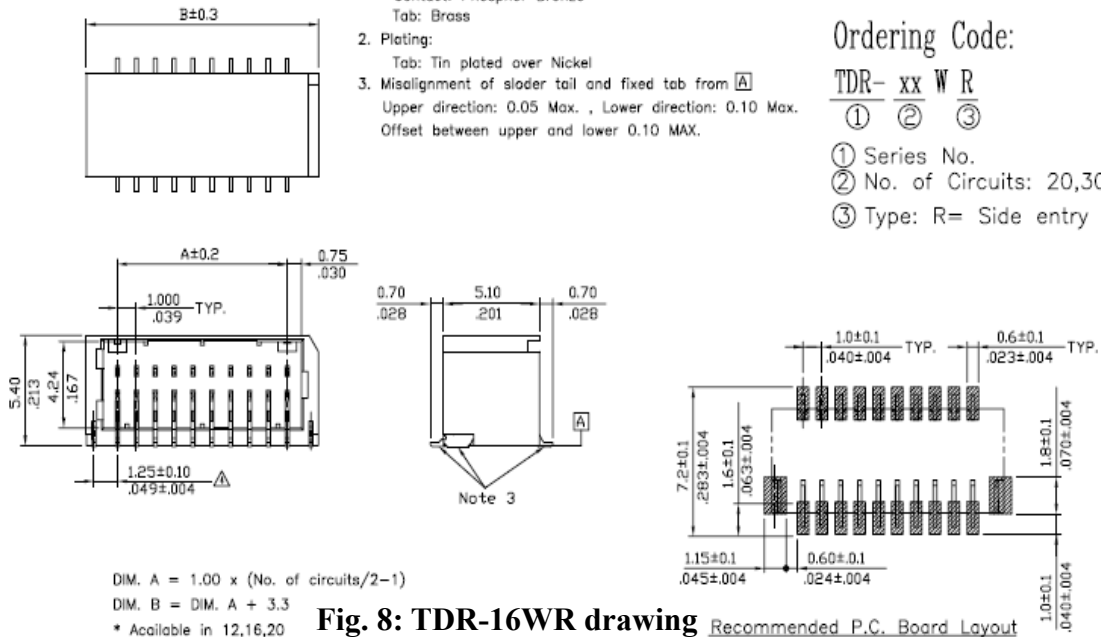 B±0.3
Tab: Brass
2. Plating:
Tab: Tin plated over Nickel
3. Misalignment of sloder tail and fixed tab from A
Upper direction: 0.05 Max. , Lower direction: 0.10 Max.
Offset between upper and lower 0.10 MAX.
Ordering Code:
TDR- xx W R
① ② ③
① Series No.
② No. of Circuits: 20,30
③ Type: R= Side entry
A±0.2
0.75
.030
1.000
.039
TYP.
5.40
.213
4.24
.167
1.25±0.10
.049±.004
0.70
.028
5.10
.201
0.70
.028
A
Note 3
1.0±0.1
.040±.004
TYP.
0.6±0.1
.023±.004
TYP.
7.2±0.1
.283±.004
1.6±0.1
.063±.004
1.8±0.1
.070±.004
1.15±0.1
.045±.004
0.60±.0.1
.024±.004
1.0±0.1
.040±.004
DIM. A = 1.00 x (No. of circuits/2-1)
DIM. B = DIM. A + 3.3
* Acailable in 12,16,20
Fig. 8: TDR-16WR drawing
Recommended P.C. Board Layout